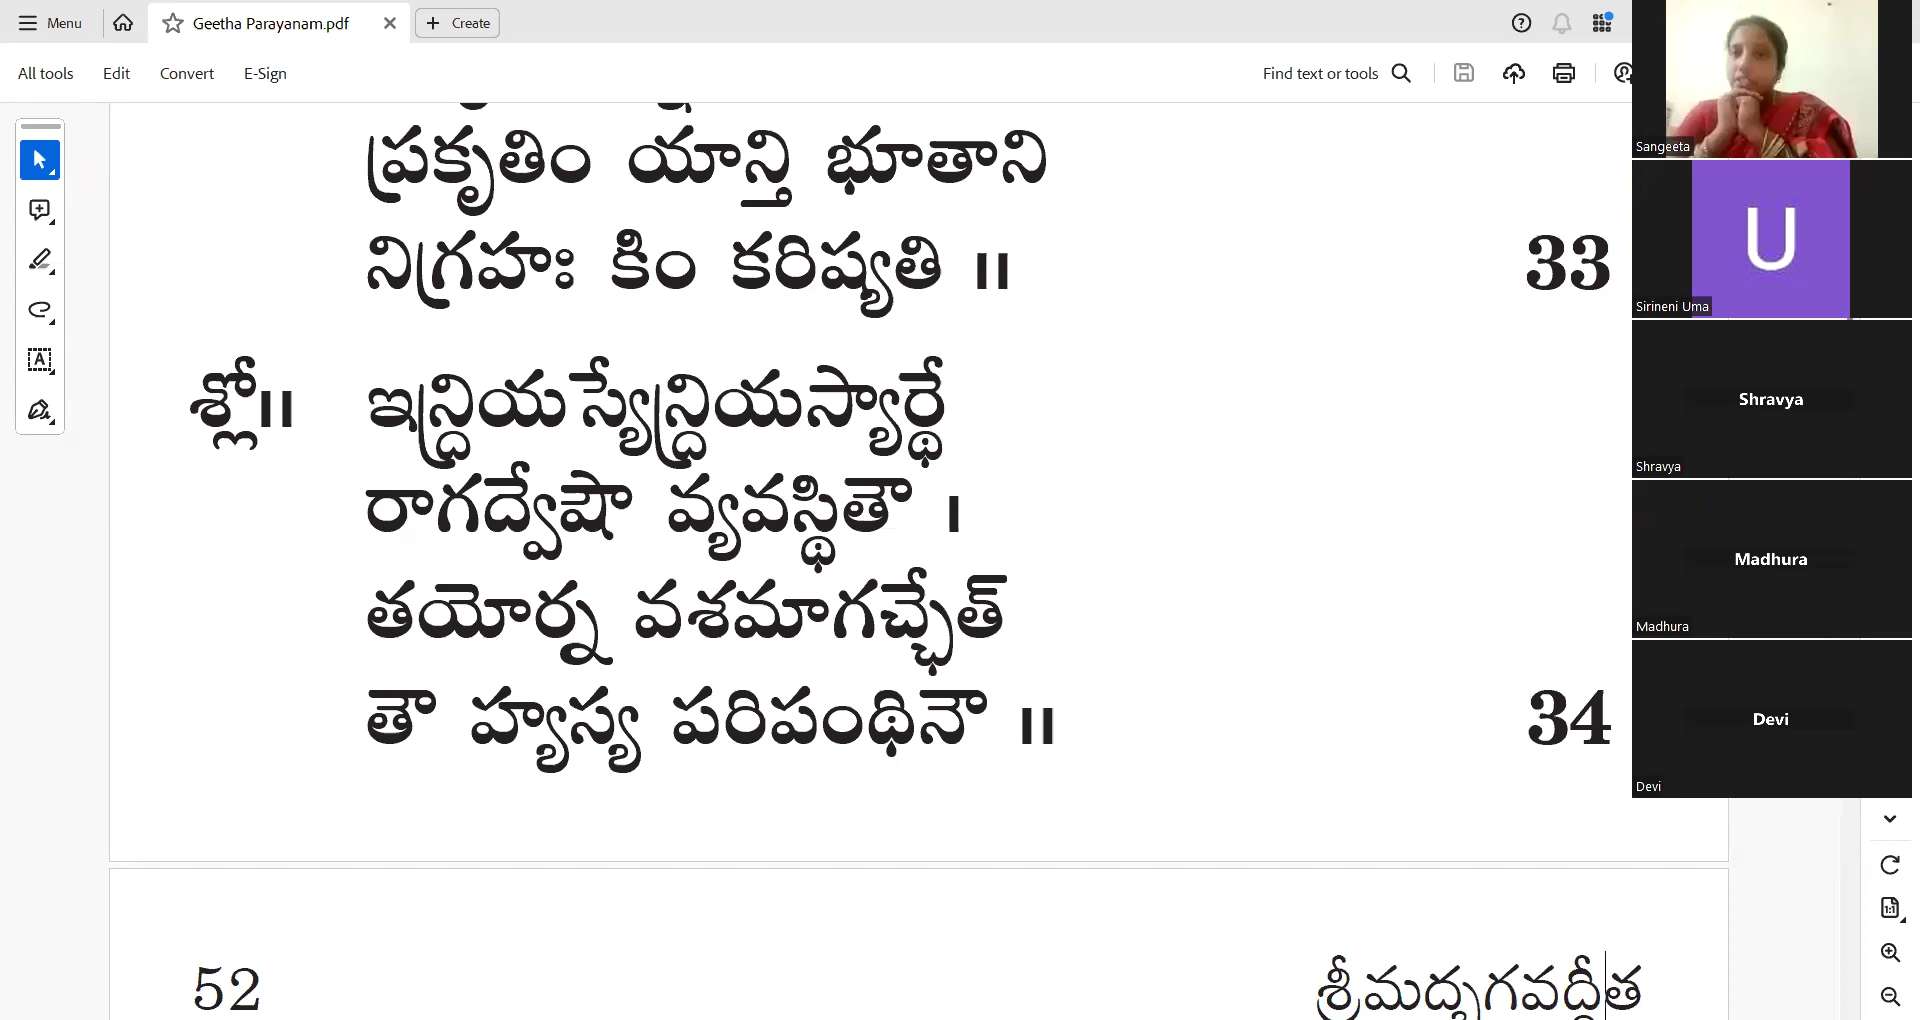 Menu
Geetha Parayanam.pdf
Create
All tools
Edit
Convert
E-Sign
Find text or tools
ప్రకృతిం యాన్తి భూతాని
నిగ్రహః కిం కరిష్యతి ॥ 33
శ్లో॥ ఇన్ద్రియస్యేన్ద్రియస్యార్థే
రాగద్వేషౌ వ్యవస్థితౌ ।
తయోర్న వశమాగచ్ఛేత్
తౌ హ్యస్య పరిపంథినౌ ॥ 34
52
శ్రీమద్భగవద్గీత
Sangeeta
U
Sirineni Uma
Shravya
Shravya
Madhura
Madhura
Devi
Devi